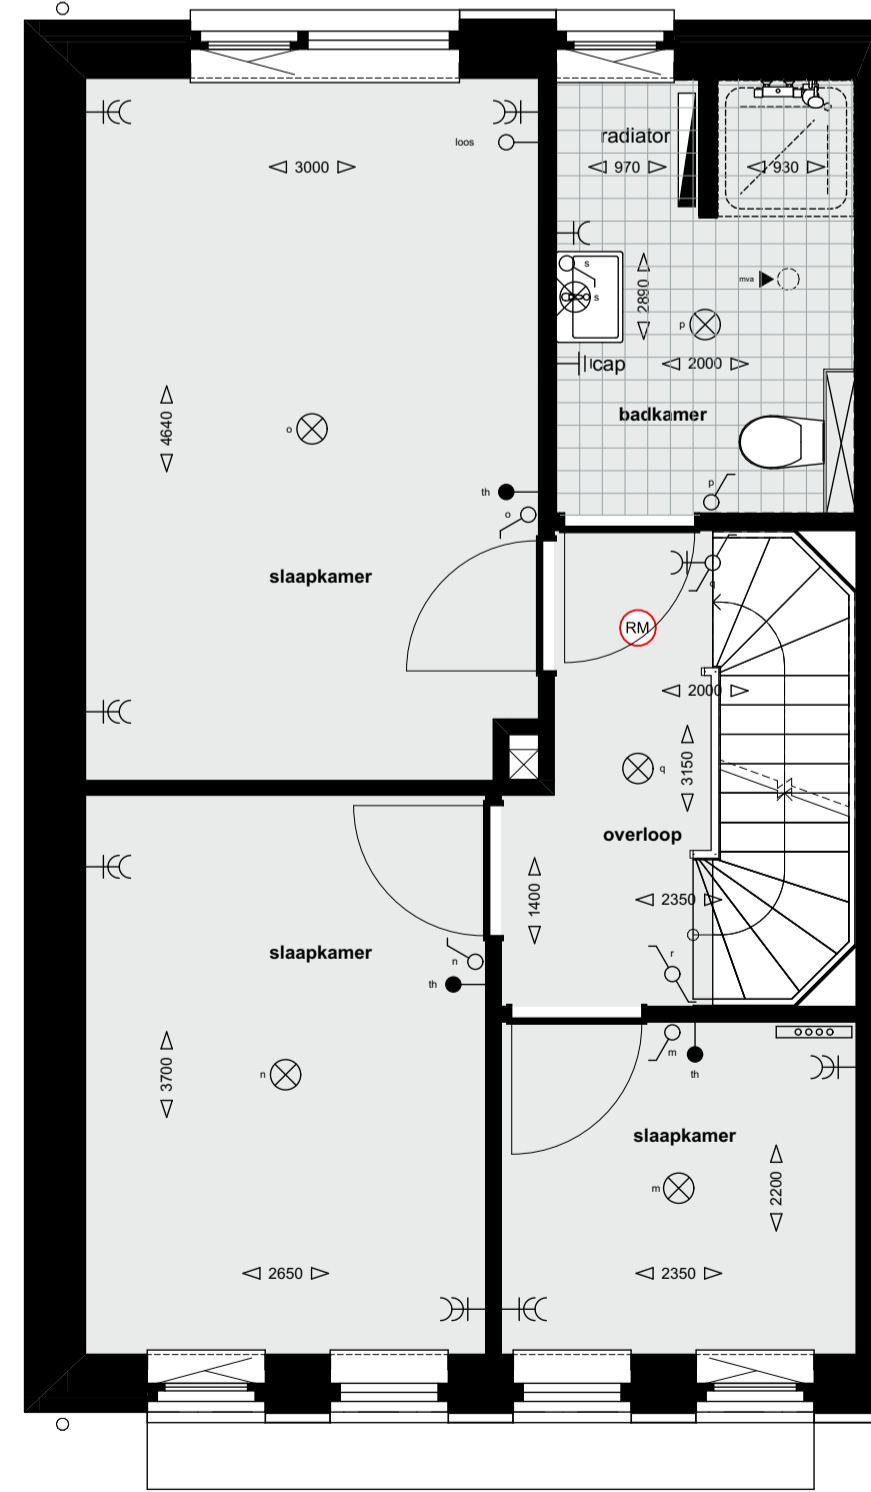 loos
radiator
3000
970
930
s
s
mva
2890
p
cap
2000
badkamer
4640
o
th
p
o
slaapkamer
q
RM
2000
3150
q
overloop
1400
2350
slaapkamer
n
th
r
m
th
3700
n
slaapkamer
m
2200
2650
2350